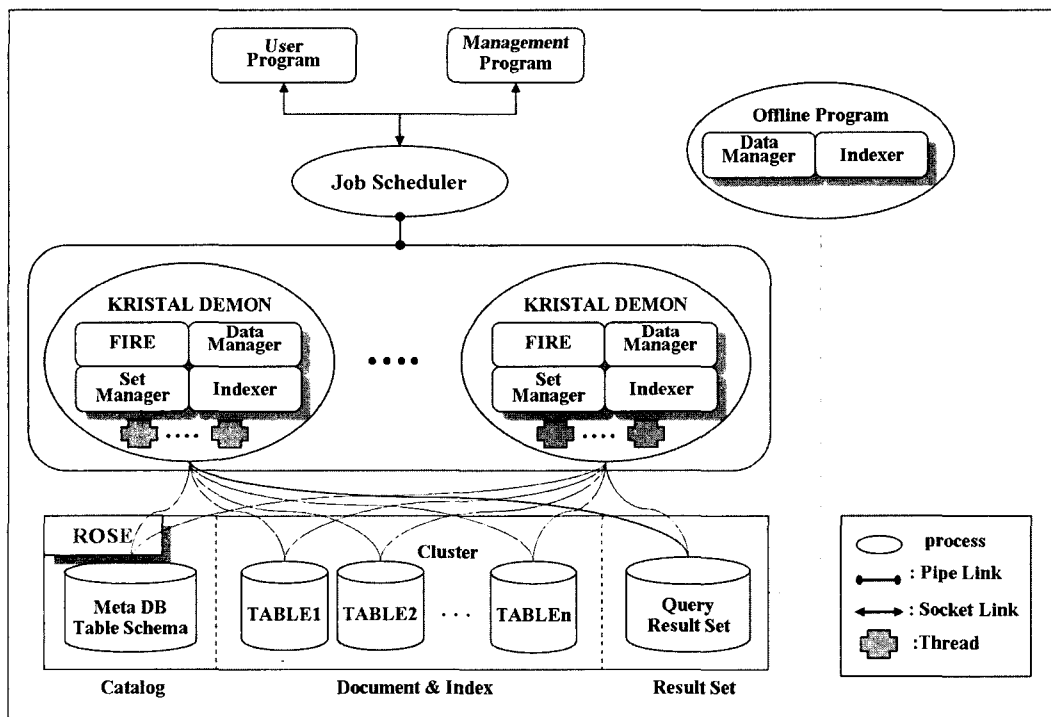 User
Program
Management
Program
Offline Program
Data
Manager
Indexer
Job Scheduler
KRISTAL DEMON
FIRE
Data
Manager
Set
Manager
Indexer
....
KRISTAL DEMON
FIRE
Data
Manager
Set
Manager
Indexer
....
....
ROSE
Cluster
Meta DB
Table Schema
TABLE1
TABLE2
. . .
TABLEn
Query
Result Set
Catalog
Document & Index
Result Set
process
: Pipe Link
: Socket Link
:Thread